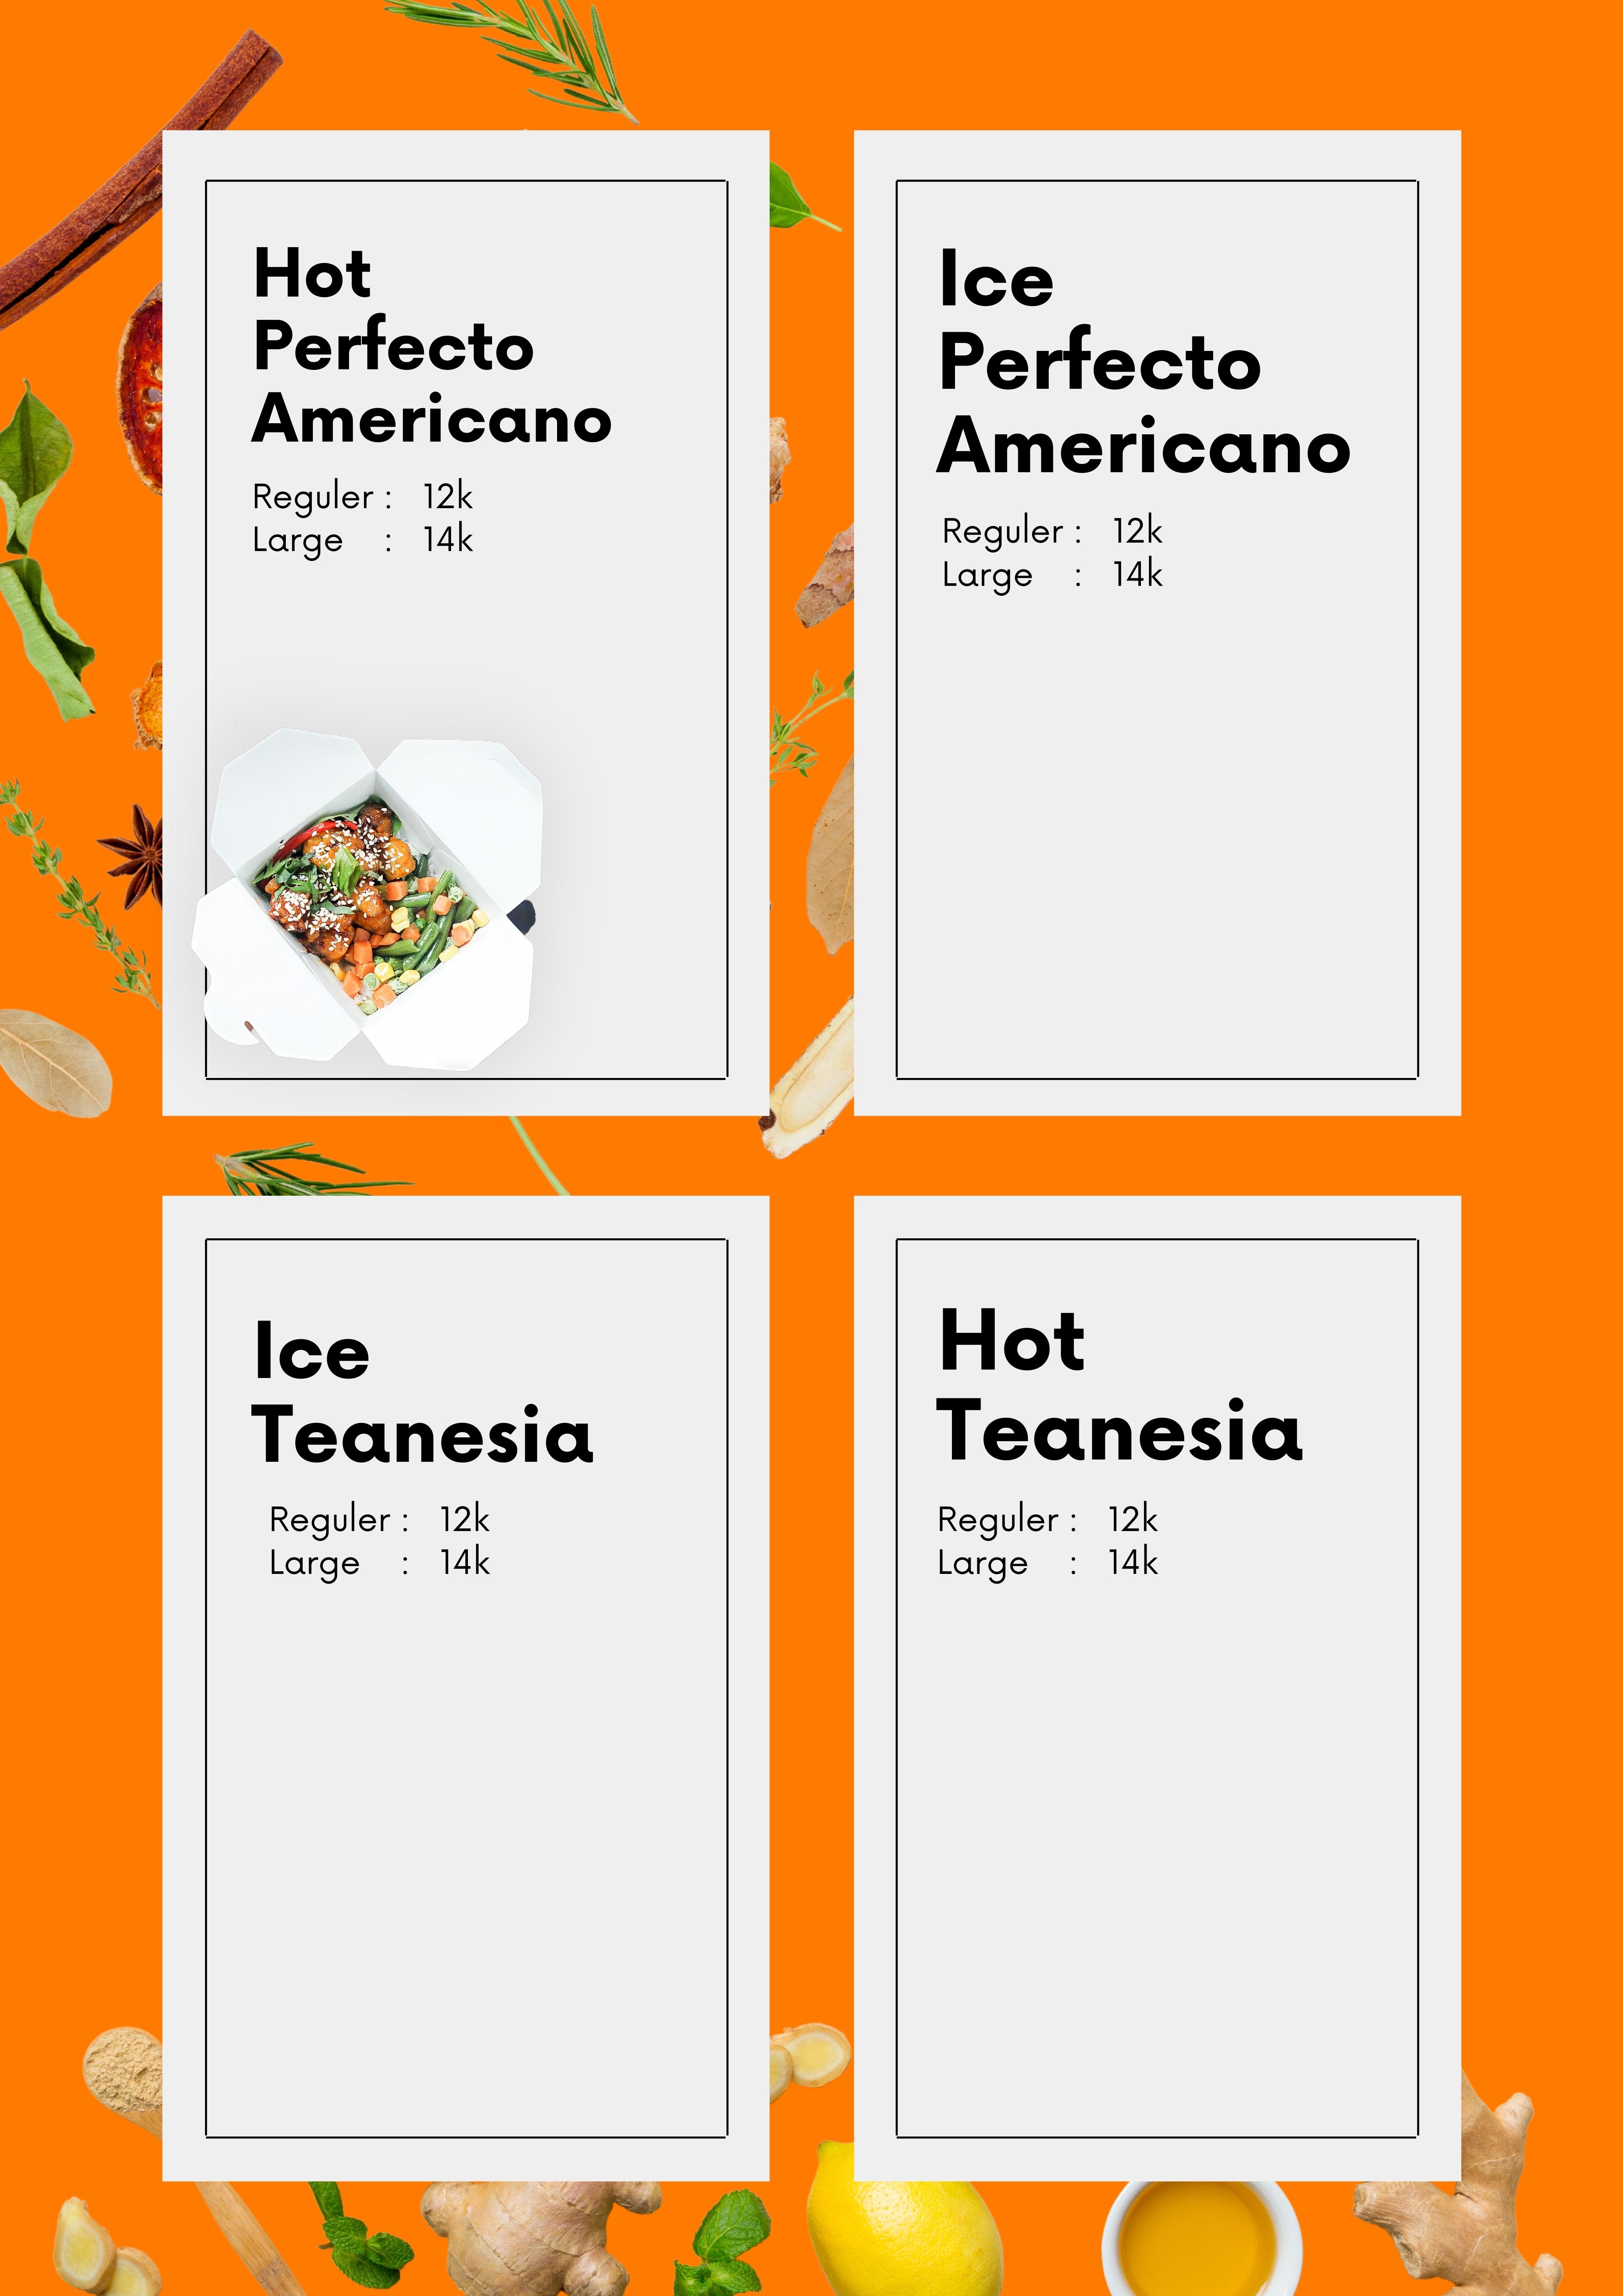 Hot
Perfecto
Americano
Reguler : 12k
Large : 14k
Ice
Perfecto
Americano
Reguler : 12k
Large : 14k
Ice
Teanesia
Reguler : 12k
Large : 14k
Hot
Teanesia
Reguler : 12k
Large : 14k